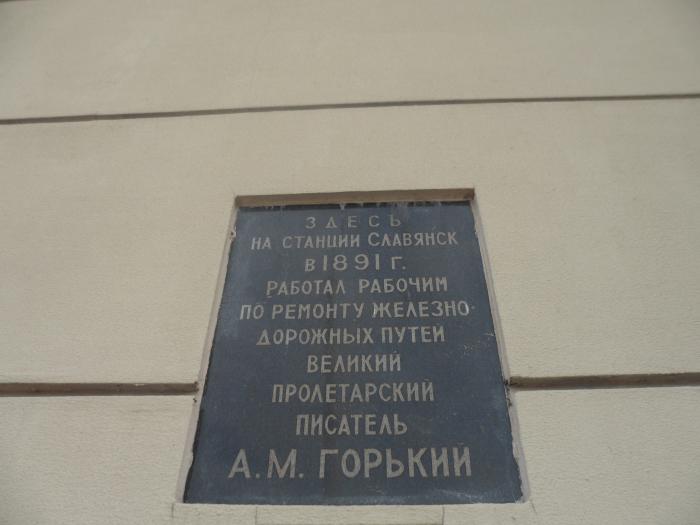 ЗДЕСЬ
НА СТАНЦИИ СЛАВЯНСК
В 1891 Г.
РАБОТАЛ РАБОЧИМ
ПО РЕМОНТУ ЖЕЛЕЗНО-
ДОРОЖНЫХ ПУТЕЙ
ВЕЛИКИЙ
ПРОЛЕТАРСКИЙ
ПИСАТЕЛЬ
А.М. ГОРЬКИЙ